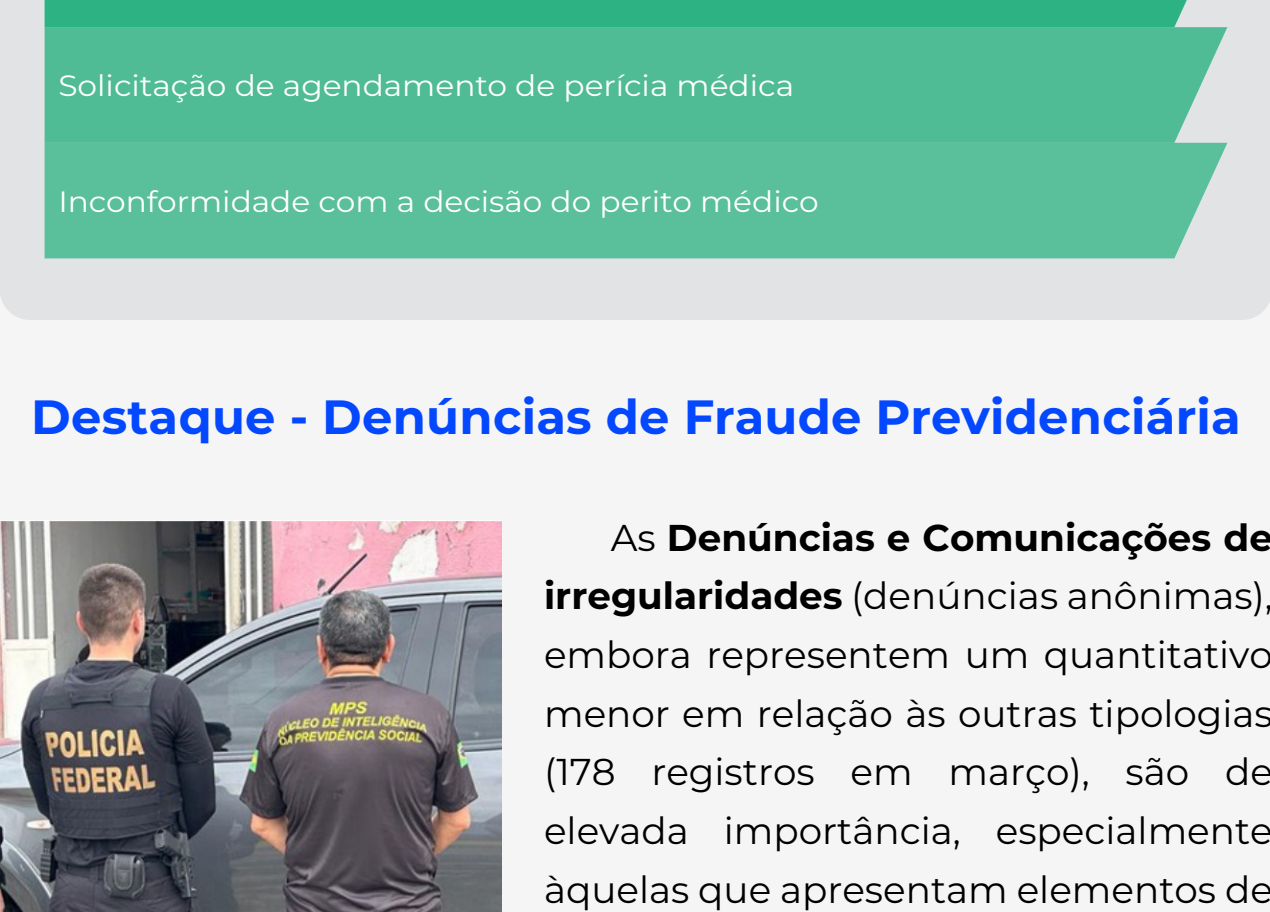 Solicitação de agendamento de perícia médica
Inconformidade com a decisão do perito médico
Destaque - Denúncias de Fraude Previdenciária
As Denúncias e Comunicações de
irregularidades (denúncias anônimas),
embora representem um quantitativo
menor em relação às outras tipologias
(178 registros em março), são de
elevada importância, especialmente
àquelas que apresentam elementos de
POLICIA
FEDERAL
MPS
NÚCLEO DE INTELIGÊNCIA
DA PREVIDÊNCIA SOCIAL